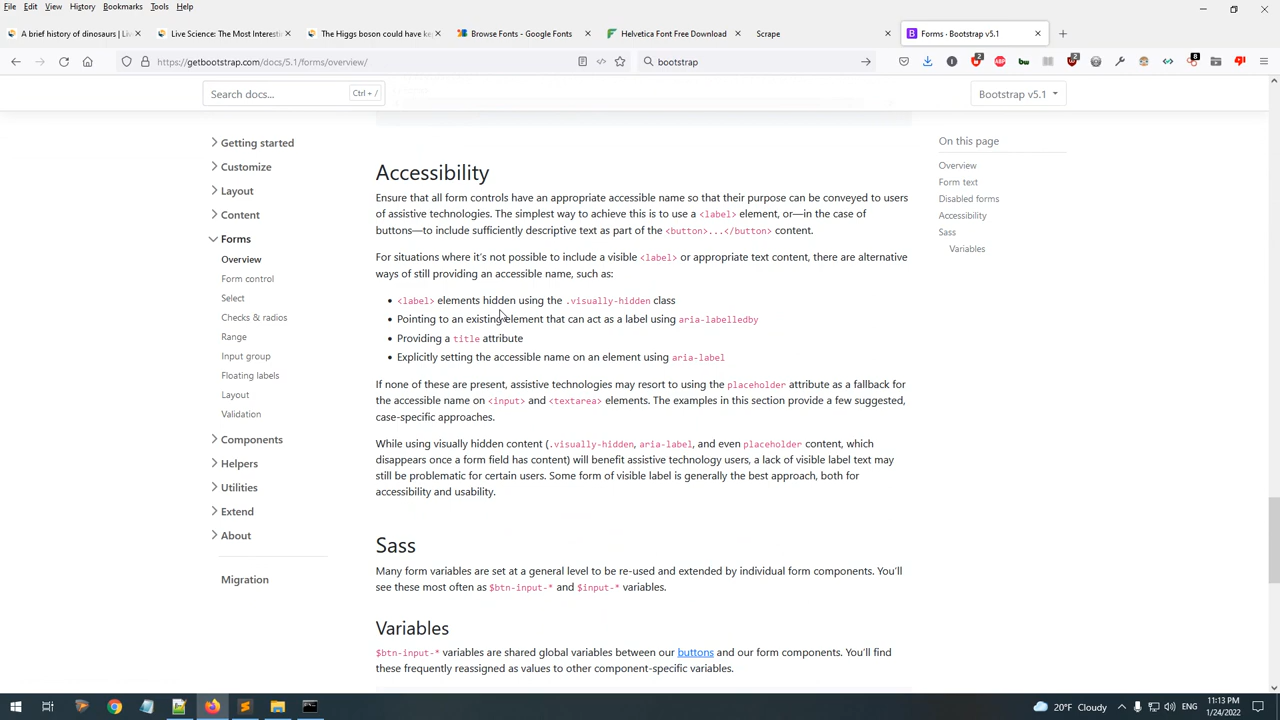 File Edit View History Bookmarks Tools Help
A brief history of dinosaurs | Liv
Live Science: The Most Interesti
The Higgs boson could have ke
Browse Fonts - Google Fonts
Helvetica Font Free Download
Scrape
Forms · Bootstrap v5.1
https://getbootstrap.com/docs/5.1/forms/overview/
bootstrap
Search docs...
Ctrl + /
Bootstrap v5.1
Getting started
Customize
Layout
Content
Forms
Overview
Form control
Select
Checks & radios
Range
Input group
Floating labels
Layout
Validation
Components
Helpers
Utilities
Extend
About
Migration
Accessibility
Ensure that all form controls have an appropriate accessible name so that their purpose can be conveyed to users
of assistive technologies. The simplest way to achieve this is to use a <label> element, or—in the case of
buttons—to include sufficiently descriptive text as part of the <button>...</button> content.
For situations where it's not possible to include a visible <label> or appropriate text content, there are alternative
ways of still providing an accessible name, such as:
• <label> elements hidden using the .visually-hidden class
• Pointing to an existing element that can act as a label using aria-labelledby
• Providing a title attribute
• Explicitly setting the accessible name on an element using aria-label
If none of these are present, assistive technologies may resort to using the placeholder attribute as a fallback for
the accessible name on <input> and <textarea> elements. The examples in this section provide a few suggested,
case-specific approaches.
While using visually hidden content (.visually-hidden, aria-label, and even placeholder content, which
disappears once a form field has content) will benefit assistive technology users, a lack of visible label text may
still be problematic for certain users. Some form of visible label is generally the best approach, both for
accessibility and usability.
Sass
Many form variables are set at a general level to be re-used and extended by individual form components. You'll
see these most often as $btn-input-* and $input-* variables.
Variables
$btn-input-* variables are shared global variables between our buttons and our form components. You'll find
these frequently reassigned as values to other component-specific variables.
On this page
Overview
Form text
Disabled forms
Accessibility
Sass
Variables
20°F Cloudy
ENG
11:13 PM
1/24/2022